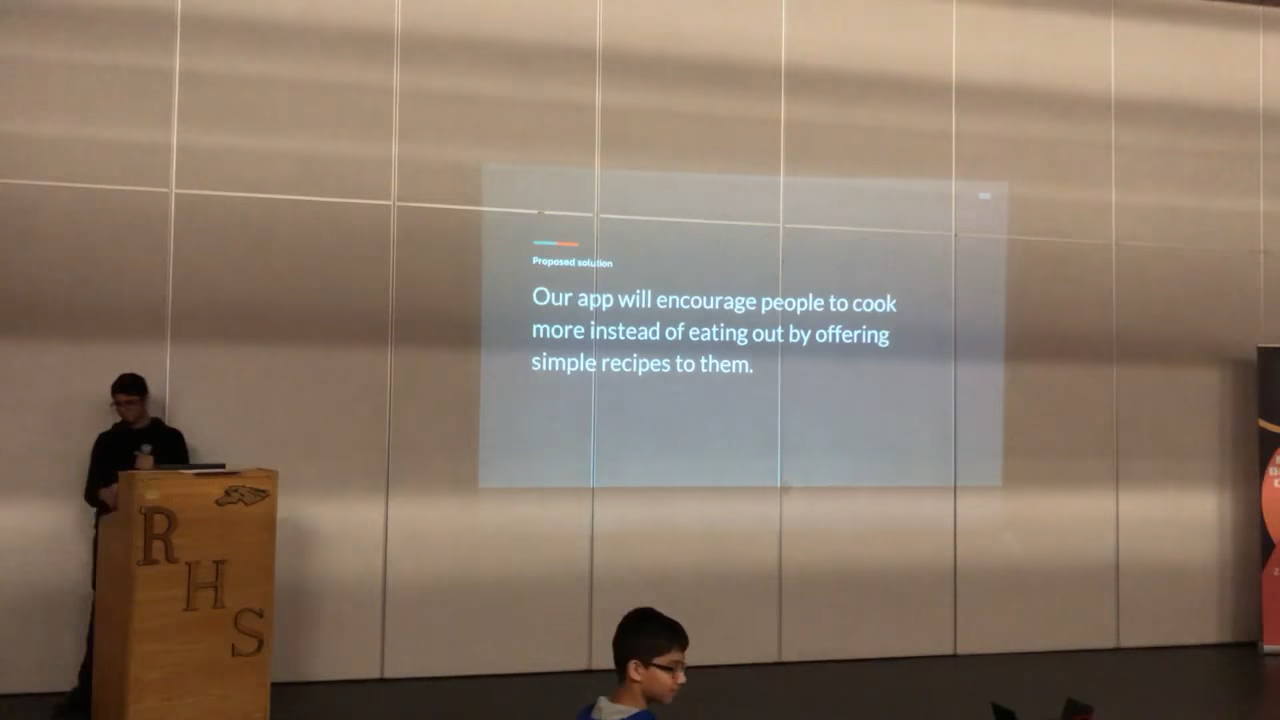 Proposed solution
Our app will encourage people to cook
more instead of eating out by offering
simple recipes to them.
R
H
S